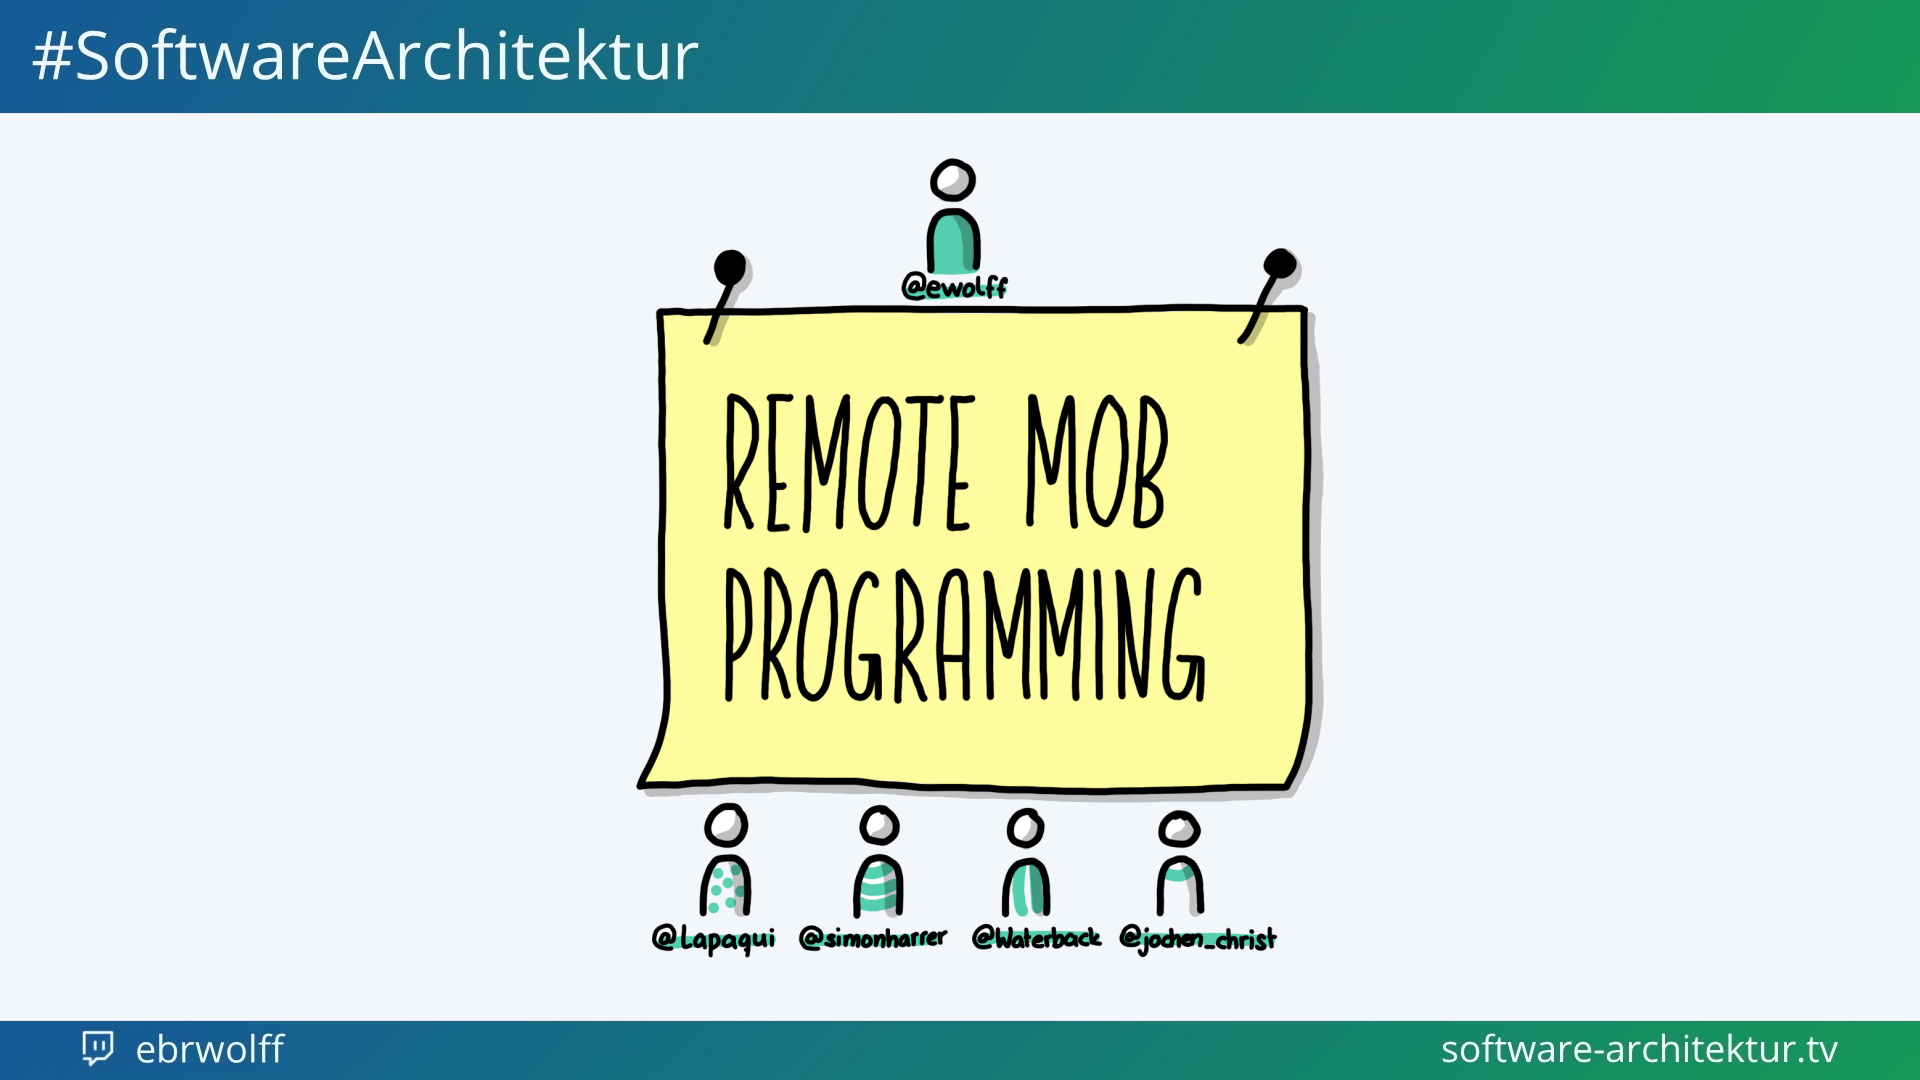 #SoftwareArchitektur
@ewolff
REMOTE MOB
PROGRAMMING
@Lapaqui @simonharrer @Waterback @jochen_christ
ebrwolff
software-architektur.tv